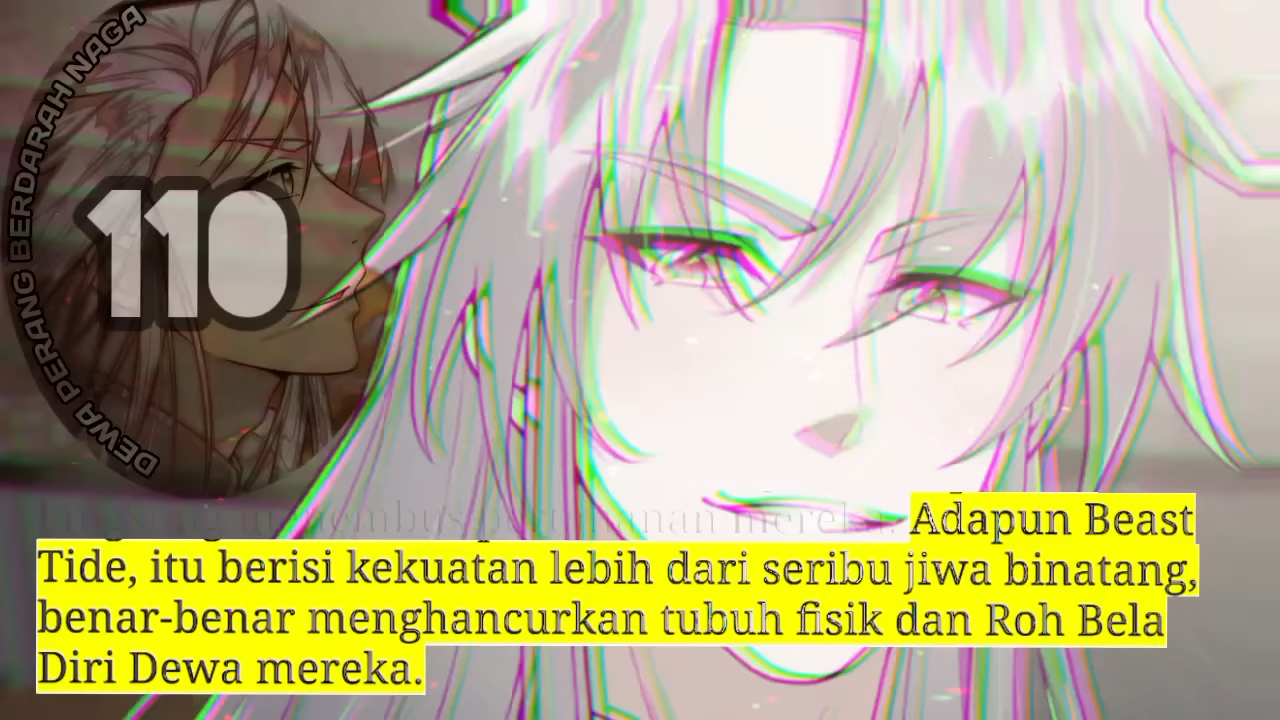 DEWA PERANG BERDARAH NAGA
110
Adapun Beast
Tide, itu berisi kekuatan lebih dari seribu jiwa binatang,
benar-benar menghancurkan tubuh fisik dan Roh Bela
Diri Dewa mereka.